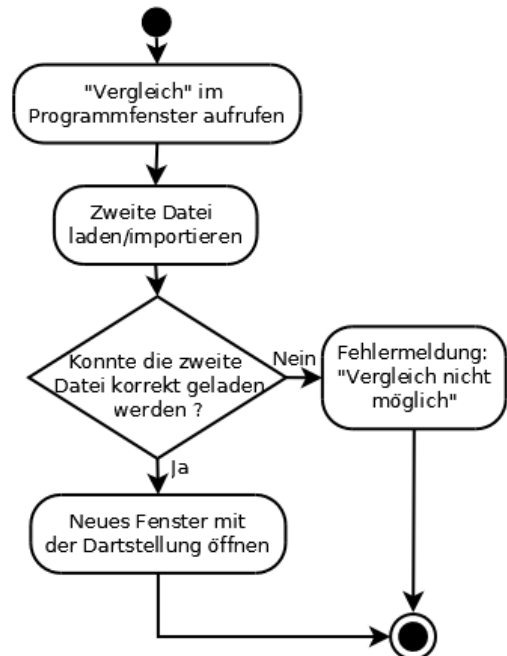 "Vergleich" im
Programmfenster aufrufen
Zweite Datei
laden/importieren
Konnte die zweite
Datei korrekt geladen
werden ?
Nein
Fehlermeldung:
"Vergleich nicht
möglich"
Ja
Neues Fenster mit
der Dartstellung öffnen